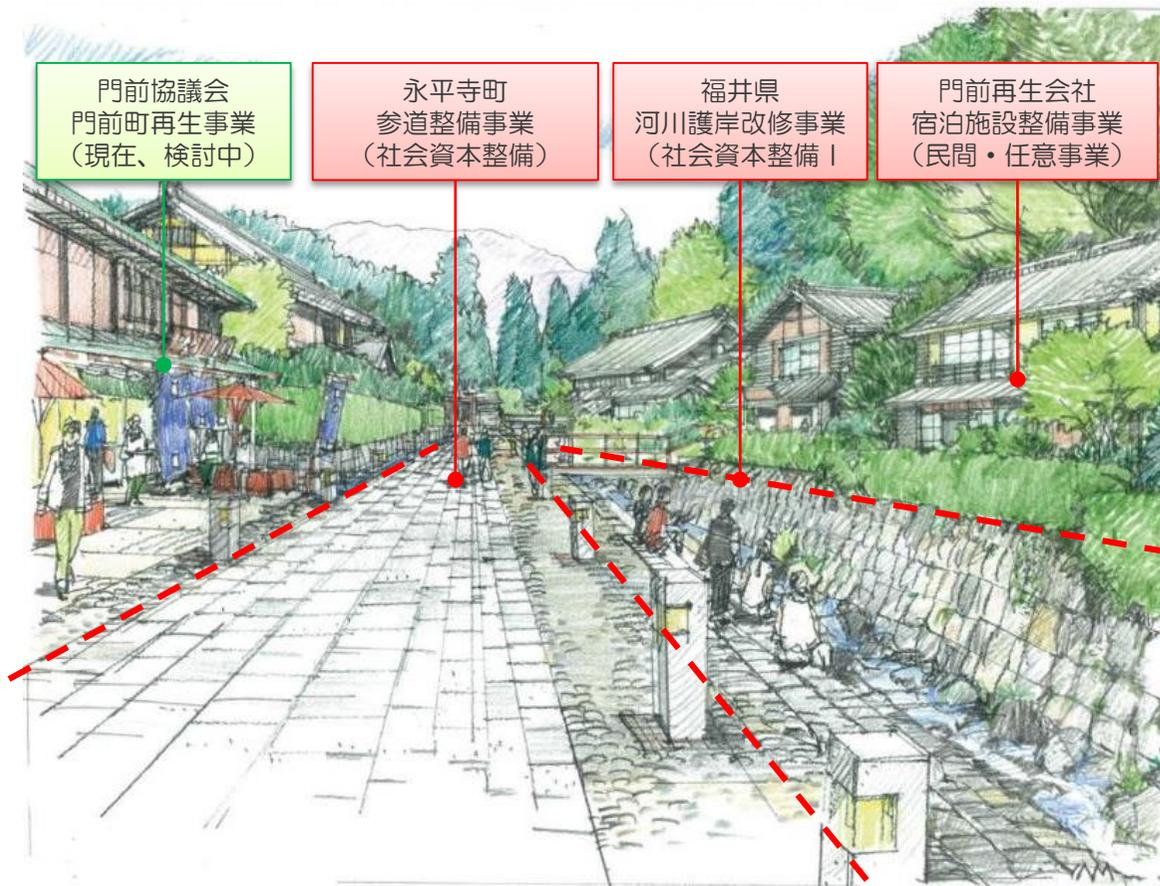 門前協議会
門前町再生事業
（現在、検討中）
永平寺町
参道整備事業
（社会資本整備）
福井県
河川護岸改修事業
（社会資本整備
門前再生会社
宿泊施設整備事業
（民間・任意事業）